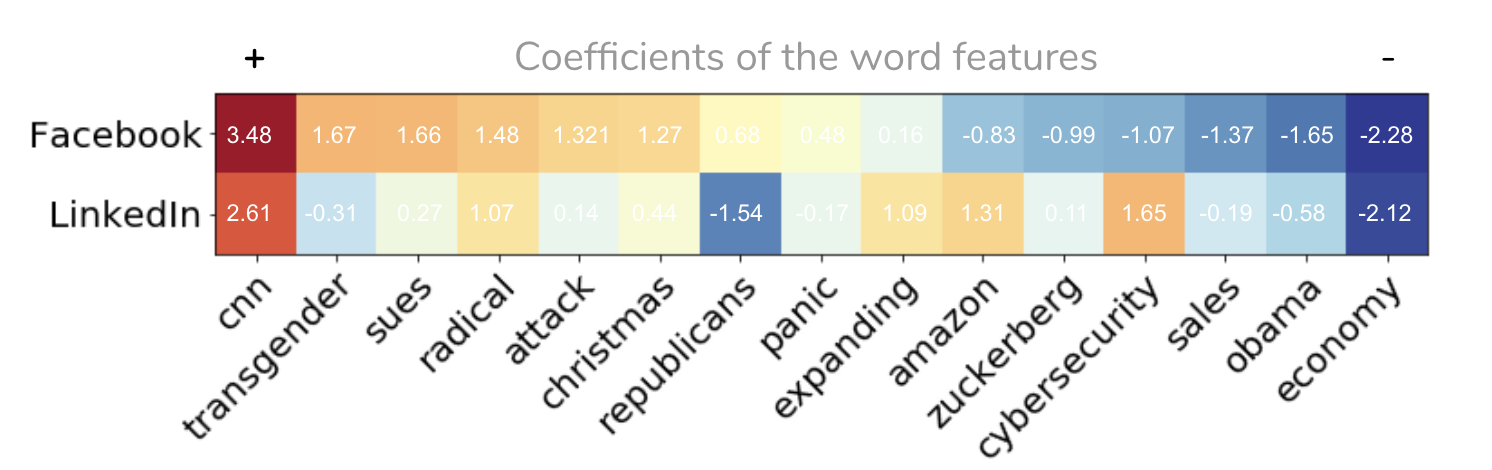 + Coefficients of the word features -
Facebook 3.48 1.67 1.66 1.48 1.321 1.27 0.68 0.48 0.16 -0.83 -0.99 -1.07 -1.37 -1.65 -2.28
LinkedIn 2.61 -0.31 0.27 1.07 0.14 0.44 -1.54 -0.17 1.09 1.31 0.11 1.65 -0.19 -0.58 -2.12
cnn transgender sues radical attack christmas republicans panic expanding amazon zuckerberg cybersecurity sales obama economy